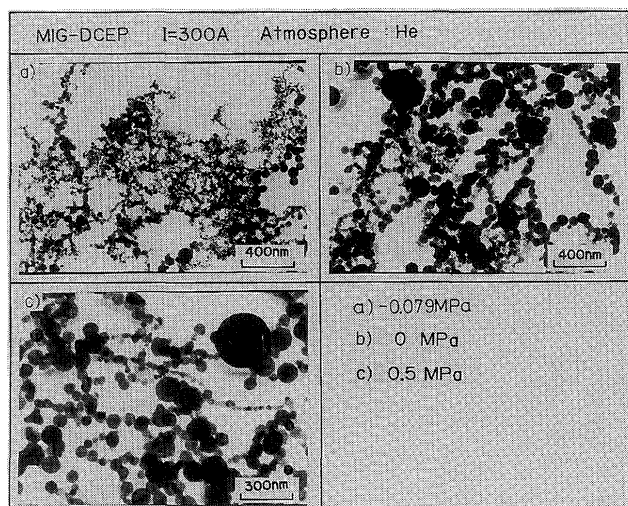 MIG-DCEP I=300A Atmosphere : He
a)
400nm
b)
400nm
c)
300nm
a) -0.079MPa
b) 0 MPa
c) 0.5 MPa